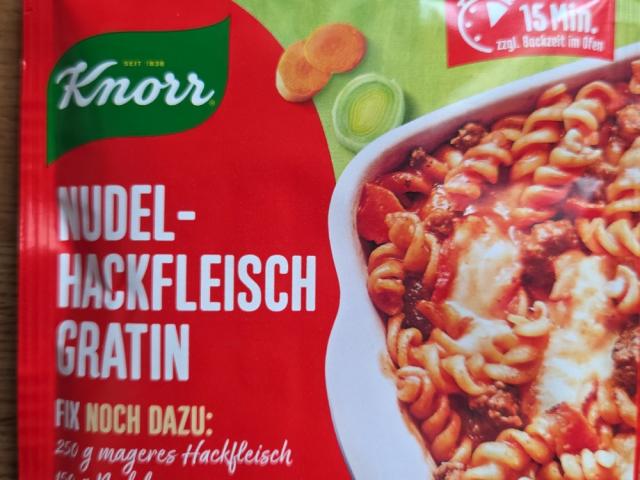 SEIT 1838
Knorr
15 Min.
zzgl. Backzeit im Ofen
NUDEL-
HACKFLEISCH
GRATIN
FIX NOCH DAZU:
250 g mageres Hackfleisch